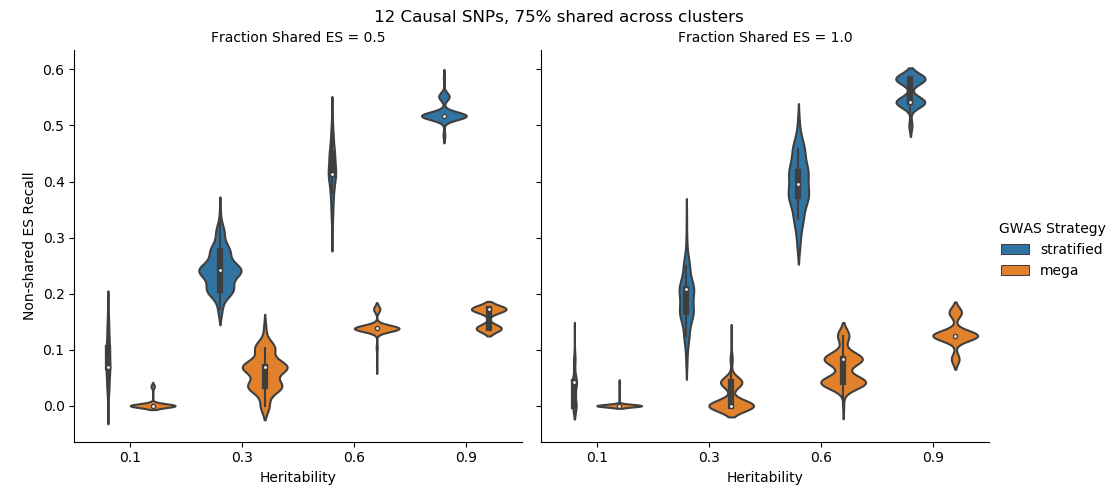 12 Causal SNPs, 75% shared across clusters
Fraction Shared ES = 0.5
Fraction Shared ES = 1.0
0.6
0.5
0.4
0.3
0.2
0.1
0.0
Non-shared ES Recall
0.1 0.3 0.6 0.9
0.1 0.3 0.6 0.9
Heritability
Heritability
GWAS Strategy
stratified
mega